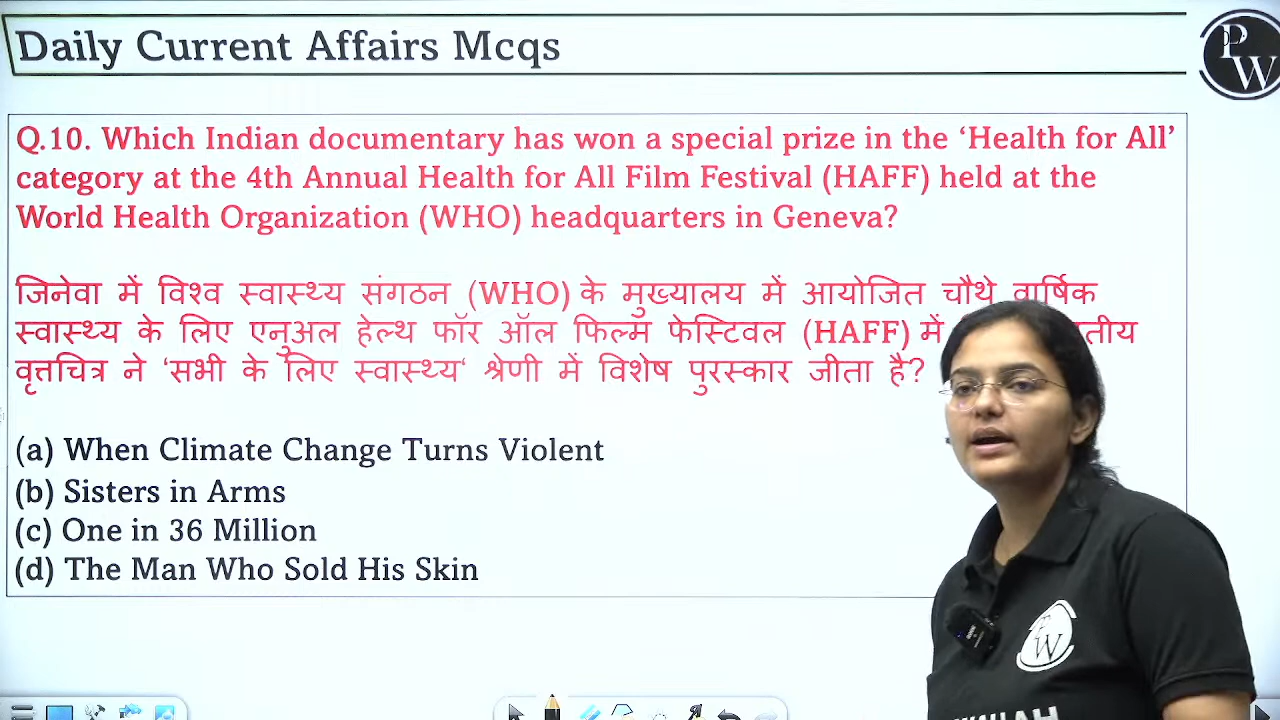 Daily Current Affairs Mcqs
PW
Q.10. Which Indian documentary has won a special prize in the ‘Health for All’
category at the 4th Annual Health for All Film Festival (HAFF) held at the
World Health Organization (WHO) headquarters in Geneva?
जिनेवा में विश्व स्वास्थ्य संगठन (WHO) के मुख्यालय में आयोजित चौथे वार्षिक
स्वास्थ्य के लिए एनुअल हेल्थ फॉर ऑल फिल्म फेस्टिवल (HAFF) में
वृत्तचित्र ने ‘सभी के लिए स्वास्थ्य‘ श्रेणी में विशेष पुरस्कार जीता है?
(a) When Climate Change Turns Violent
(b) Sisters in Arms
(c) One in 36 Million
(d) The Man Who Sold His Skin
PW